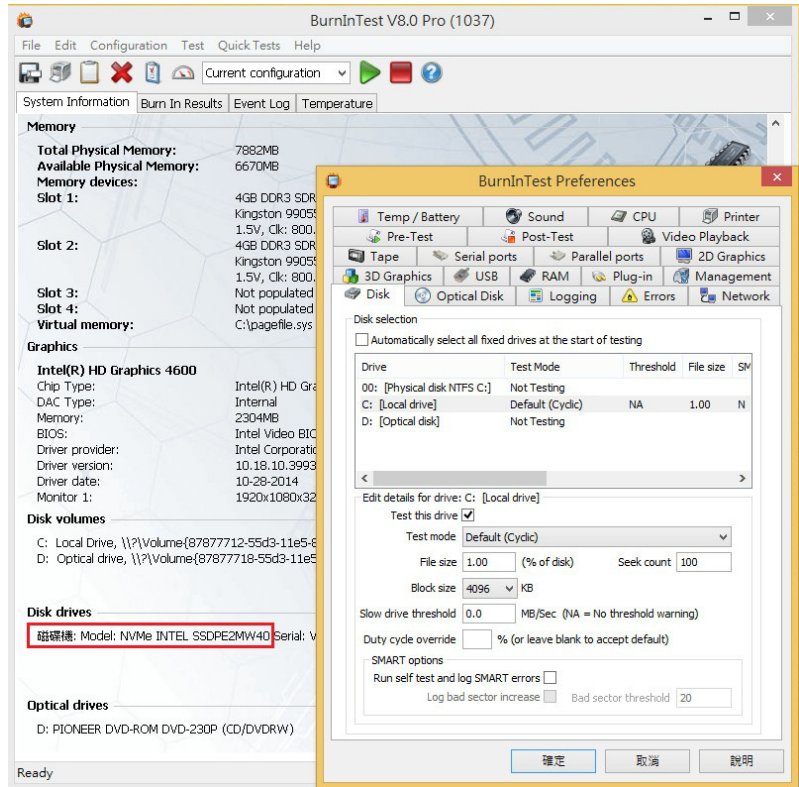 BurnInTest V8.0 Pro (1037)
File Edit Configuration Test Quick Tests Help
Current configuration
System Information Burn In Results Event Log Temperature
Memory
Total Physical Memory: 7882MB
Available Physical Memory: 6670MB
Memory devices:
Slot 1: 4GB DDR3 SDR
Kingston 9905
1.5V, Clk: 800.
Slot 2: 4GB DDR3 SDR
Kingston 9905
1.5V, Clk: 800.
Slot 3: Not populated
Slot 4: Not populated
Virtual memory: C:\pagefile.sys
Graphics
Intel(R) HD Graphics 4600
Chip Type: Intel(R) HD Gra
DAC Type: Internal
Memory: 2304MB
BIOS: Intel Video BIO
Driver provider: Intel Corporatio
Driver version: 10.18.10.3993
Driver date: 10-28-2014
Monitor 1: 1920x1080x32
Disk volumes
C: Local Drive, \\?\Volume{87877712-55d3-11e5-8
D: Optical drive, \\?\Volume{87877718-55d3-11e5
Disk drives
磁碟機: Model: NVMe INTEL SSDPE2MW40 Serial: V
Optical drives
D: PIONEER DVD-ROM DVD-230P (CD/DVDRW)
Ready
BurnInTest Preferences
Temp / Battery Sound CPU Printer
Pre-Test Post-Test Video Playback
Tape Serial ports Parallel ports 2D Graphics
3D Graphics USB RAM Plug-in Management
Disk Optical Disk Logging Errors Network
Disk selection
Automatically select all fixed drives at the start of testing
Drive Test Mode Threshold File size SM
00: [Physical disk NTFS C:] Not Testing
C: [Local drive] Default (Cyclic) NA 1.00 N
D: [Optical disk] Not Testing
Edit details for drive: C: [Local drive]
Test this drive
Test mode Default (Cyclic)
File size 1.00 (% of disk) Seek count 100
Block size 4096 KB
Slow drive threshold 0.0 MB/Sec (NA = No threshold warning)
Duty cycle override % (or leave blank to accept default)
SMART options
Run self test and log SMART errors
Log bad sector increase Bad sector threshold 20
確定 取消 說明